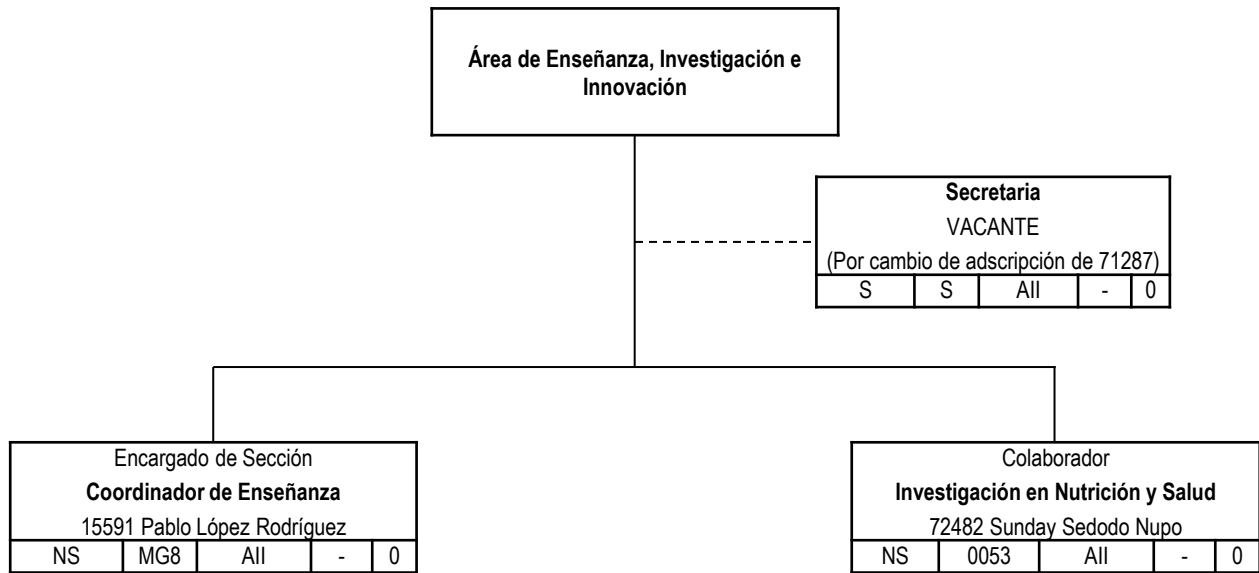 Área de Enseñanza, Investigación e
Innovación
Secretaria
VACANTE
(Por cambio de adscripción de 71287)
S S AII - 0
Encargado de Sección
Coordinador de Enseñanza
15591 Pablo López Rodríguez
NS MG8 AII - 0
Colaborador
Investigación en Nutrición y Salud
72482 Sunday Sedodo Nupo
NS 0053 AII - 0